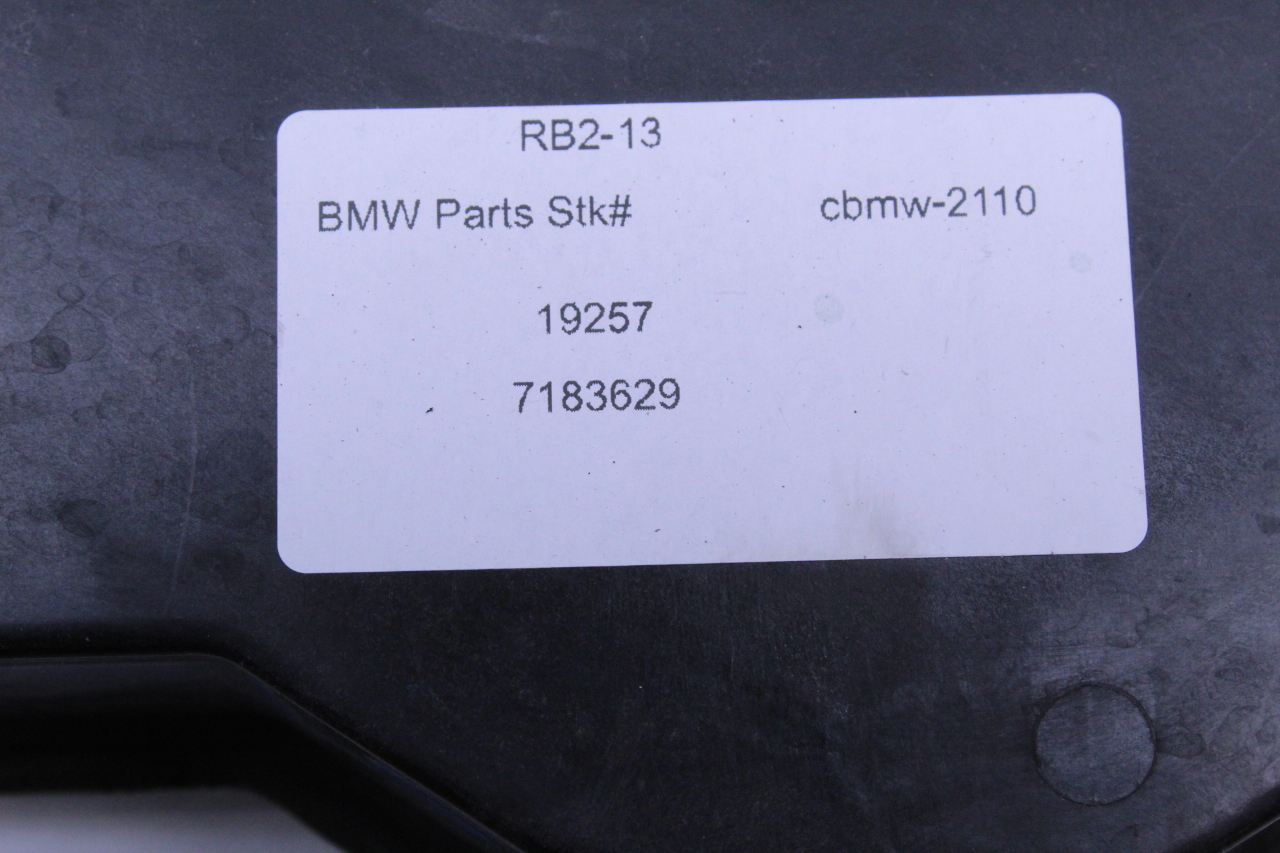 RB2-13
BMW Parts Stk# cbmw-2110
19257
7183629